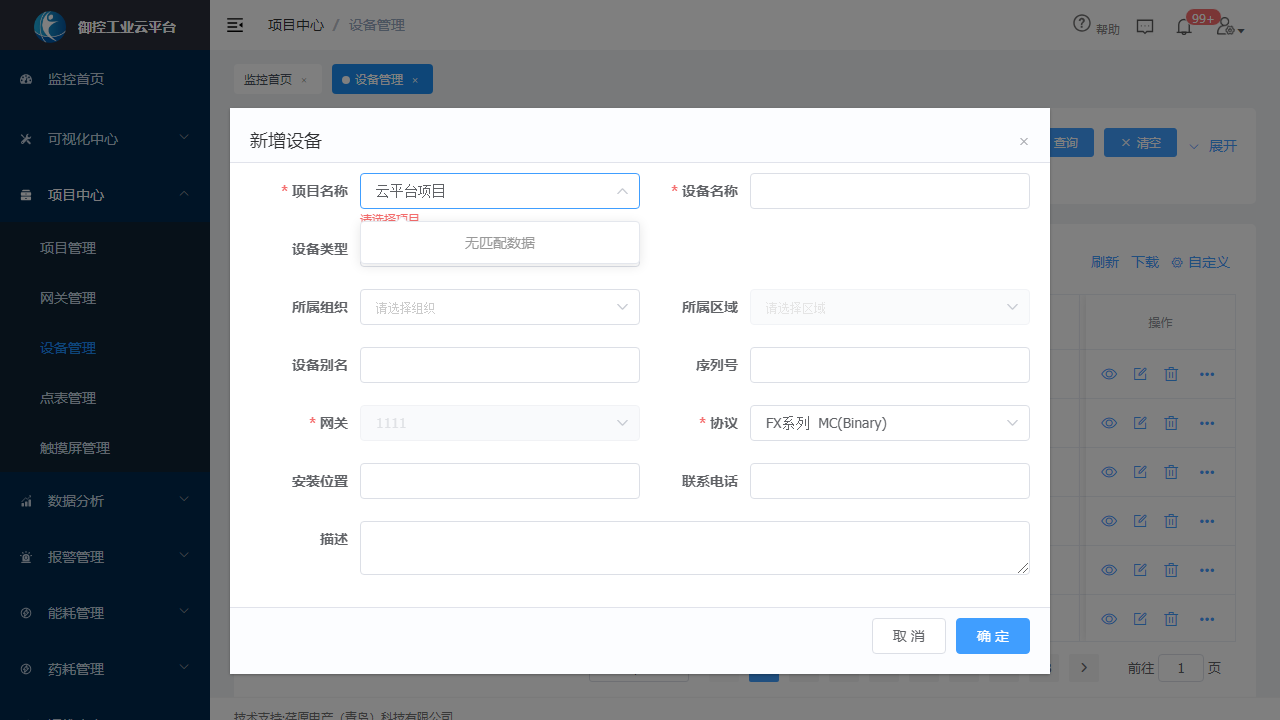 御控工业云平台
项目中心 / 设备管理
帮助
99+
监控首页
可视化中心
项目中心
项目管理
网关管理
设备管理
点表管理
触摸屏管理
数据分析
报警管理
能耗管理
药耗管理
监控首页 ×
设备管理 ×
查询
清空
展开
刷新 下载 自定义
操作
新增设备
* 项目名称 云平台项目
请选择项目
无匹配数据
* 设备名称
设备类型
所属组织 请选择组织
所属区域 请选择区域
设备别名
序列号
* 网关 1111
* 协议 FX系列 MC(Binary)
安装位置
联系电话
描述
取 消
确 定
前往 1 页